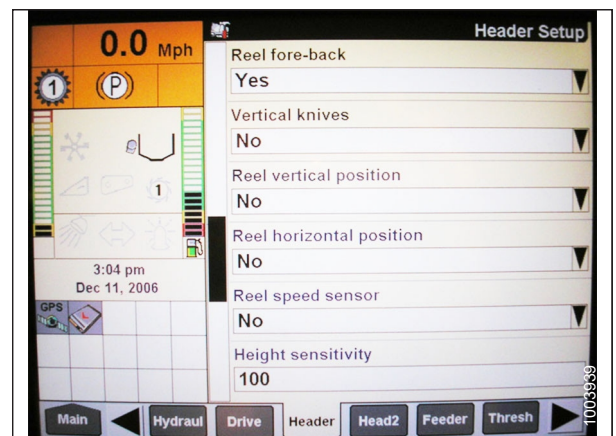 0.0 Mph
Header Setup
1
(P)
Reel fore-back
Yes
Vertical knives
No
Reel vertical position
No
1
Reel horizontal position
No
3:04 pm
Dec 11, 2006
Reel speed sensor
No
GPS
Height sensitivity
100
Main
Hydraul
Drive
Header
Head2
Feeder
Thresh
1003939